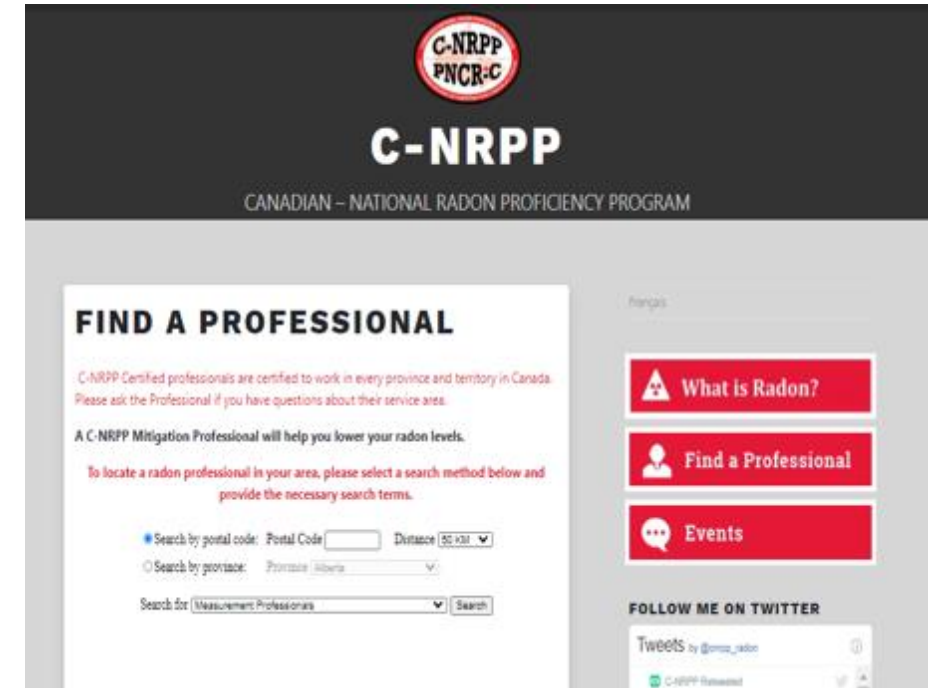 C-NRPP
PNCR-C
C-NRPP
CANADIAN – NATIONAL RADON PROFICIENCY PROGRAM
FIND A PROFESSIONAL
C-NRPP Certified professionals are certified to work in every province and territory in Canada.
Please ask the Professional if you have questions about their service area.
A C-NRPP Mitigation Professional will help you lower your radon levels.
To locate a radon professional in your area, please select a search method below and
provide the necessary search terms.
Search by postal code: Postal Code Distance 50 KM
Search by province: Province Alberta
Search for Measurement Professionals Search
Français
What is Radon?
Find a Professional
Events
FOLLOW ME ON TWITTER
Tweets by @cnrpp_radon
C-NRPP Retweeted